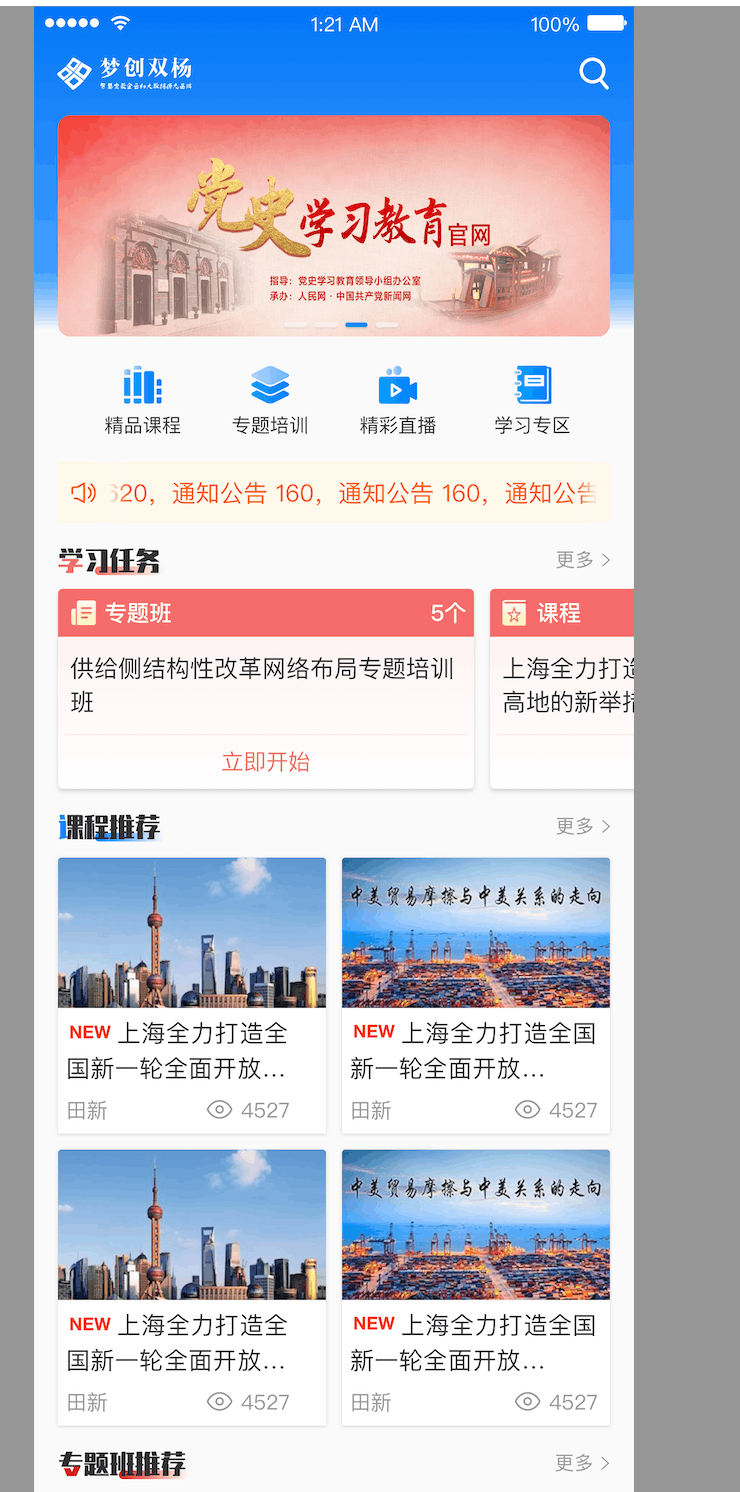 1:21 AM 100%
梦创双杨
党史学习教育官网
指导：党史学习教育领导小组办公室
承办：人民网·中国共产党新闻网
精品课程 专题培训 精彩直播 学习专区
620，通知公告 160，通知公告 160，通知公告
学习任务 更多
专题班 5个 课程
供给侧结构性改革网络布局专题培训
班
立即开始
上海全力打造
高地的新举措
课程推荐 更多
中美贸易摩擦与中美关系的走向
NEW 上海全力打造全
国新一轮全面开放...
田新 4527
NEW 上海全力打造全国
新一轮全面开放...
田新 4527
中美贸易摩擦与中美关系的走向
NEW 上海全力打造全
国新一轮全面开放...
田新 4527
NEW 上海全力打造全国
新一轮全面开放...
田新 4527
专题班推荐 更多